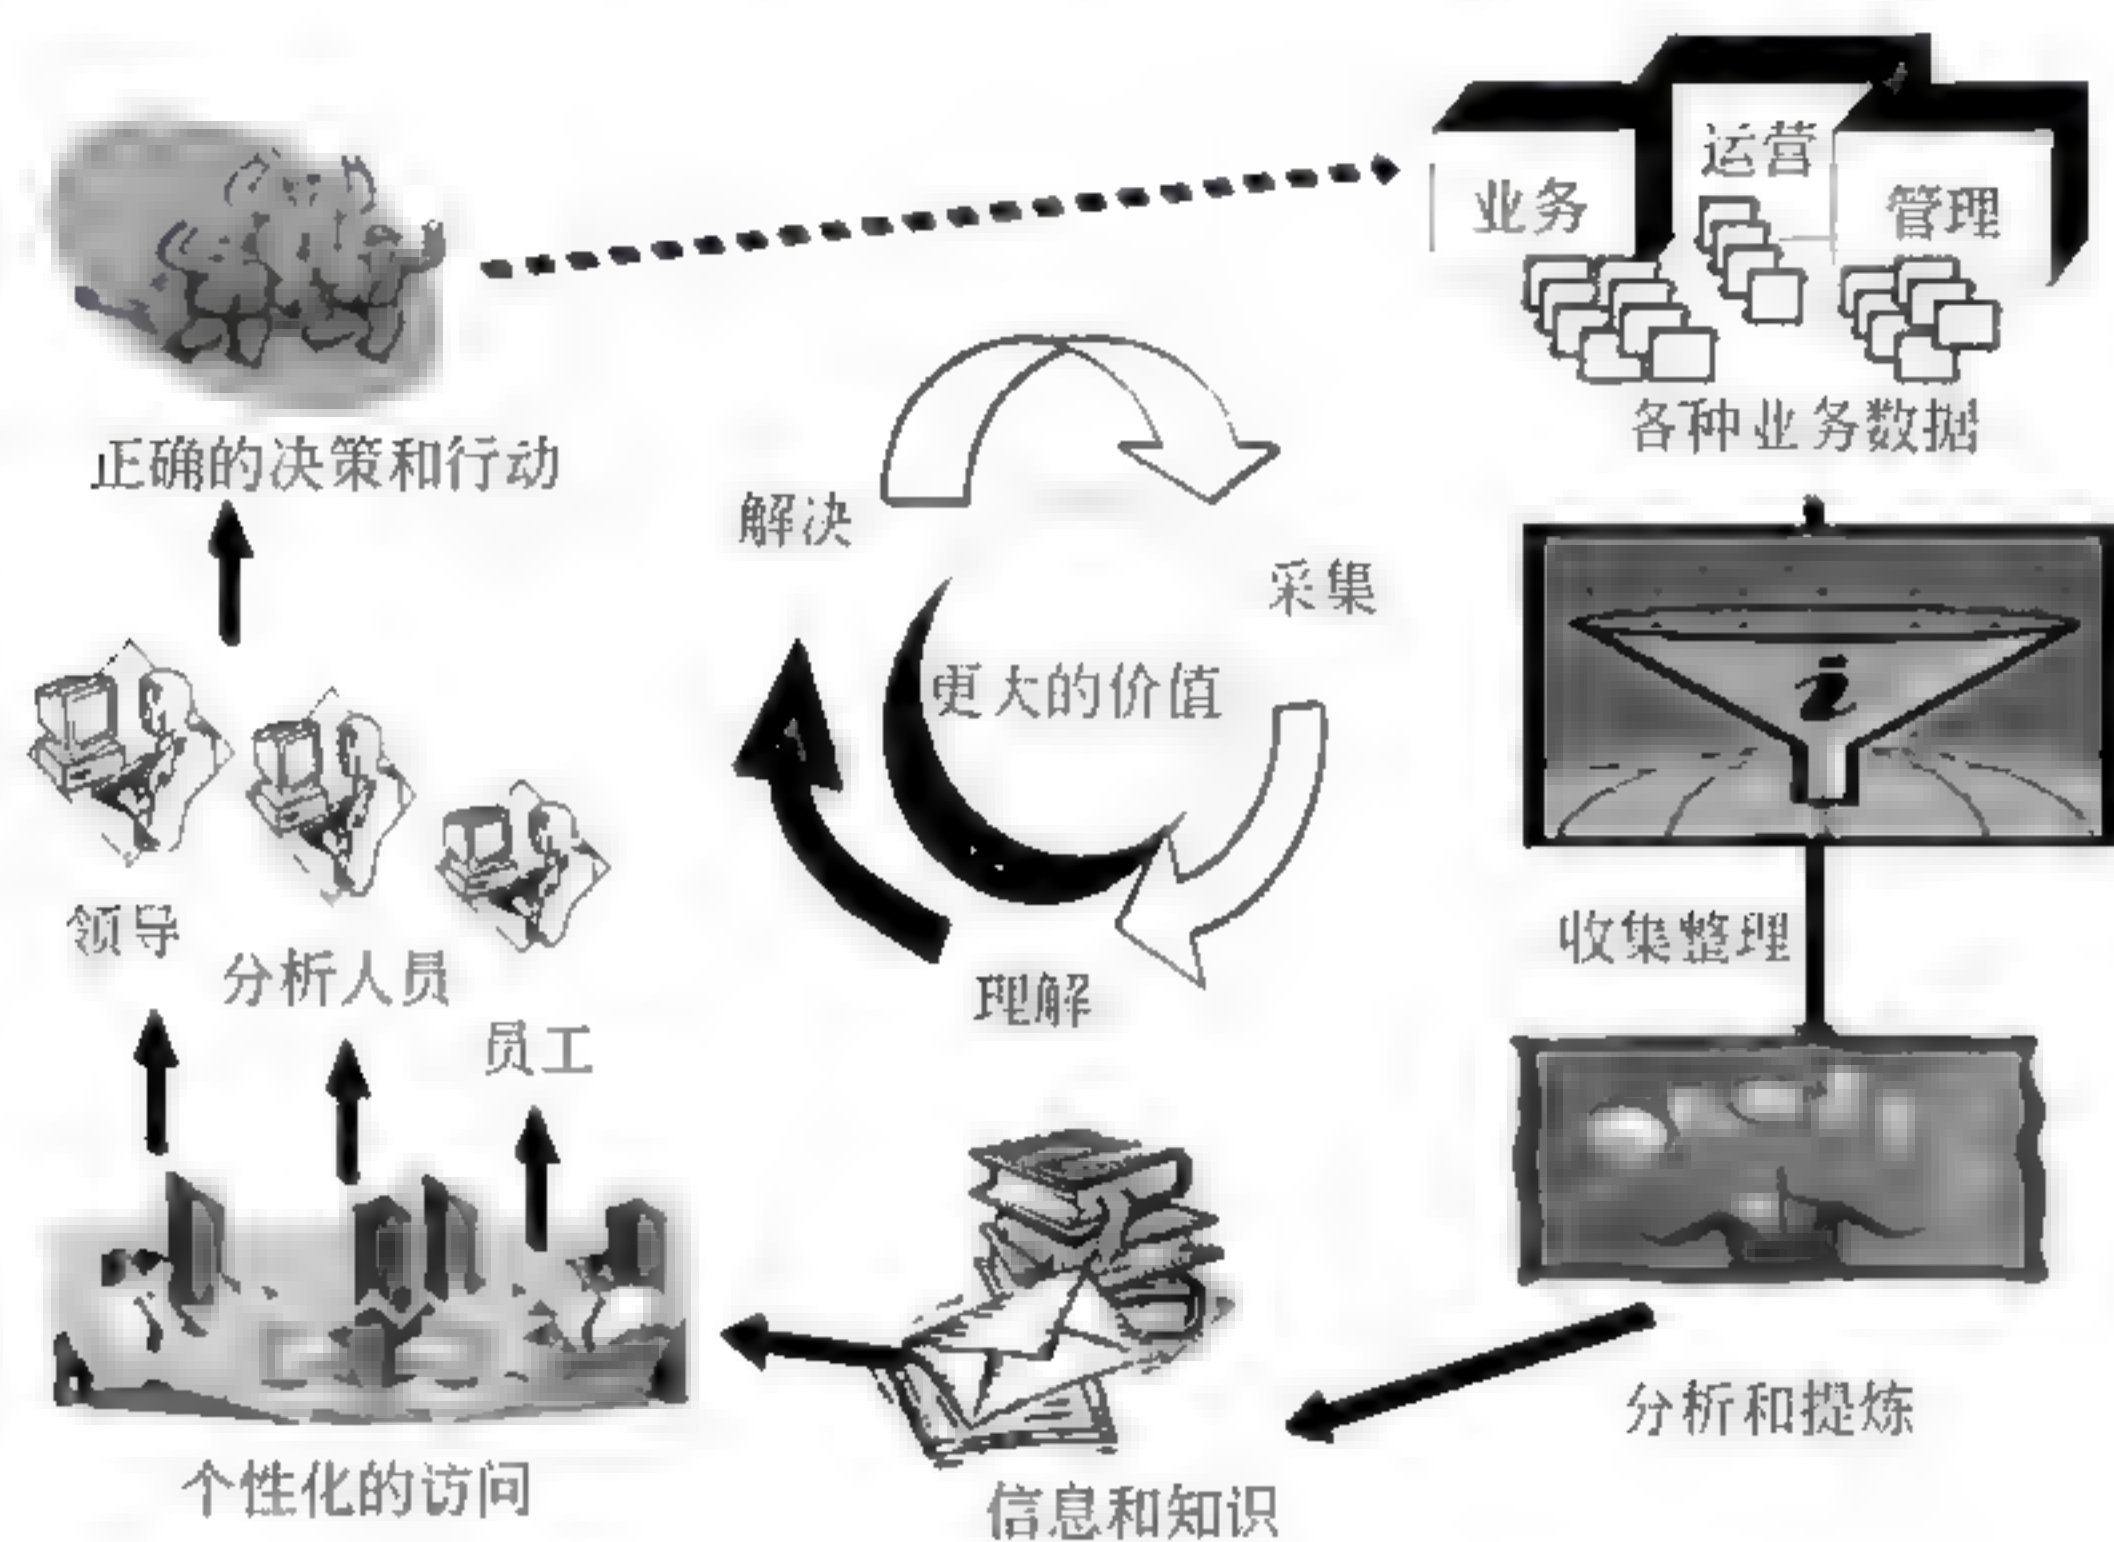 运营
业务
管理
各种业务数据
正确的决策和行动
解决
采集
更大的价值
i
领导
收集整理
分析人员
理解
员工
分析和提炼
个性化的访问
信息和知识